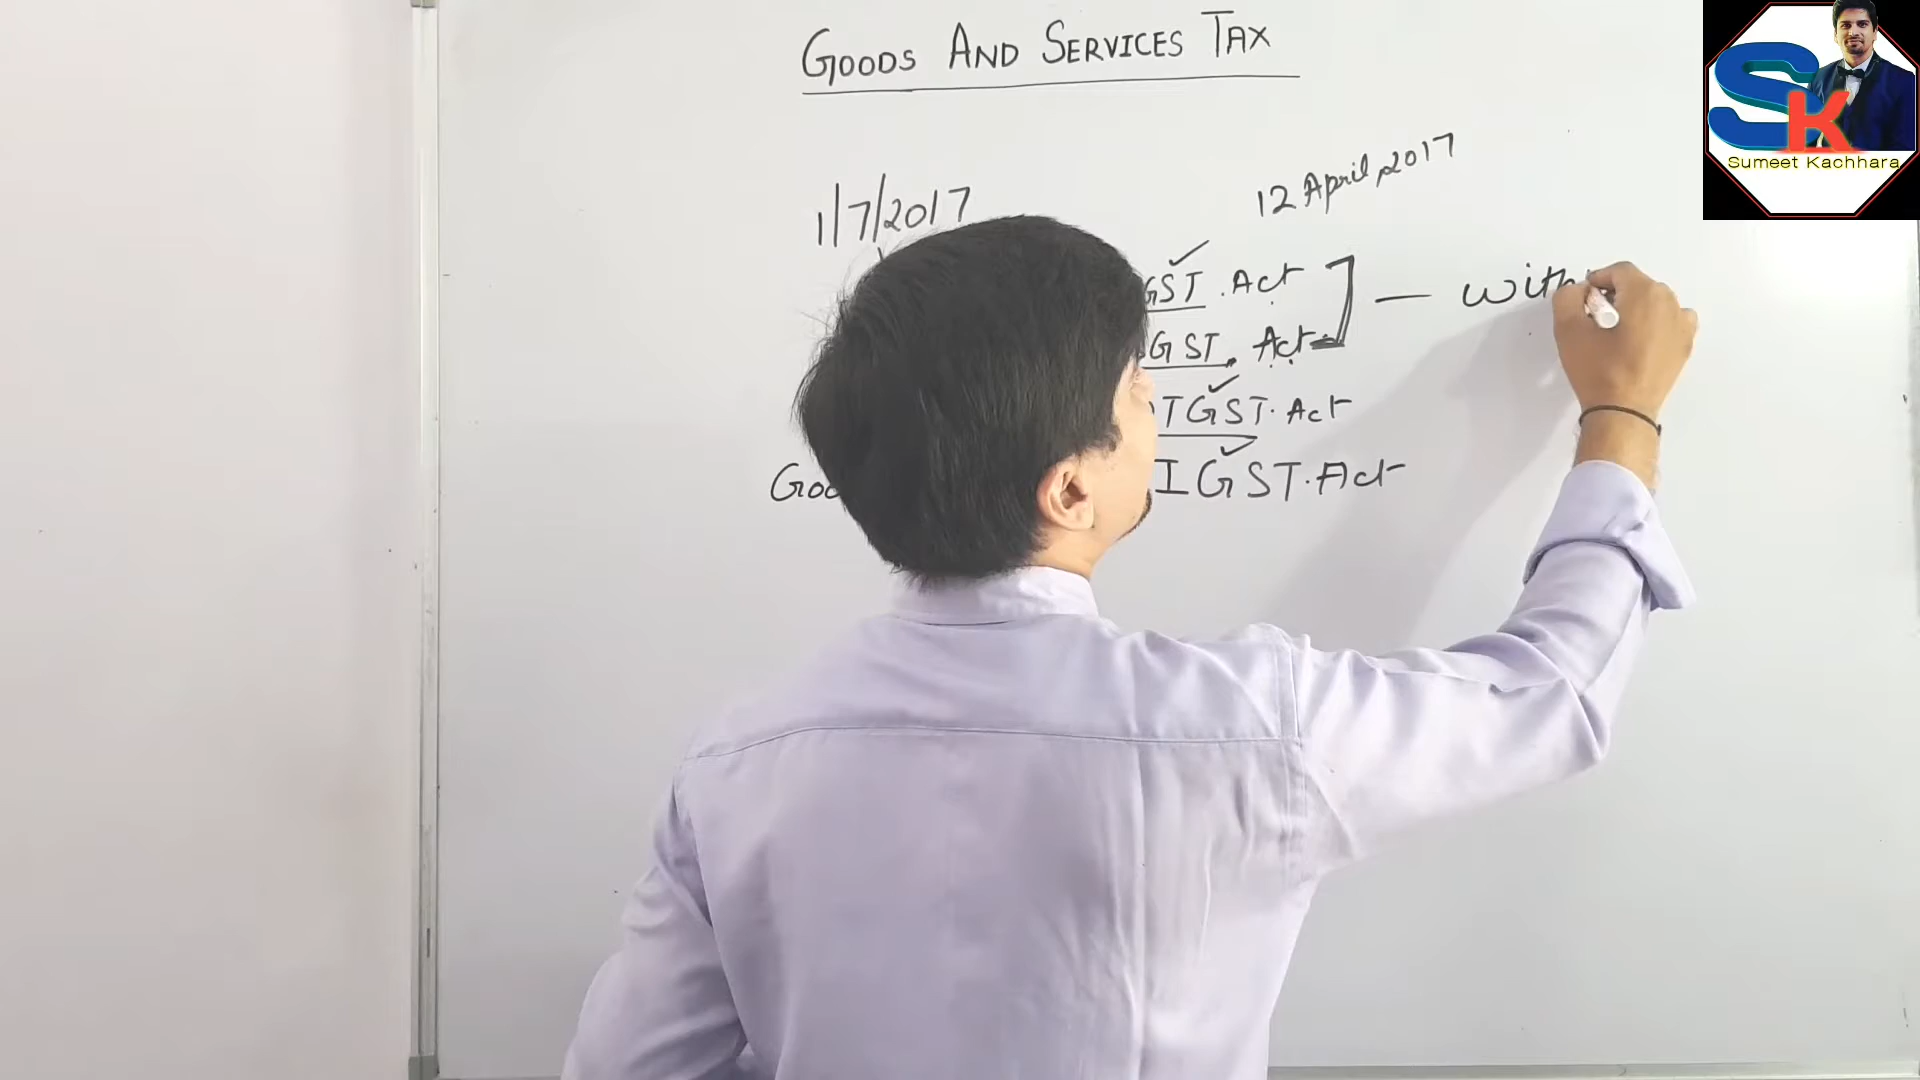 GOODS AND SERVICES TAX
1/7/2017
12 April, 2017
GST. Act
GST. Act
TGST. Act
IGST. Act
SK
Sumeet Kachhara